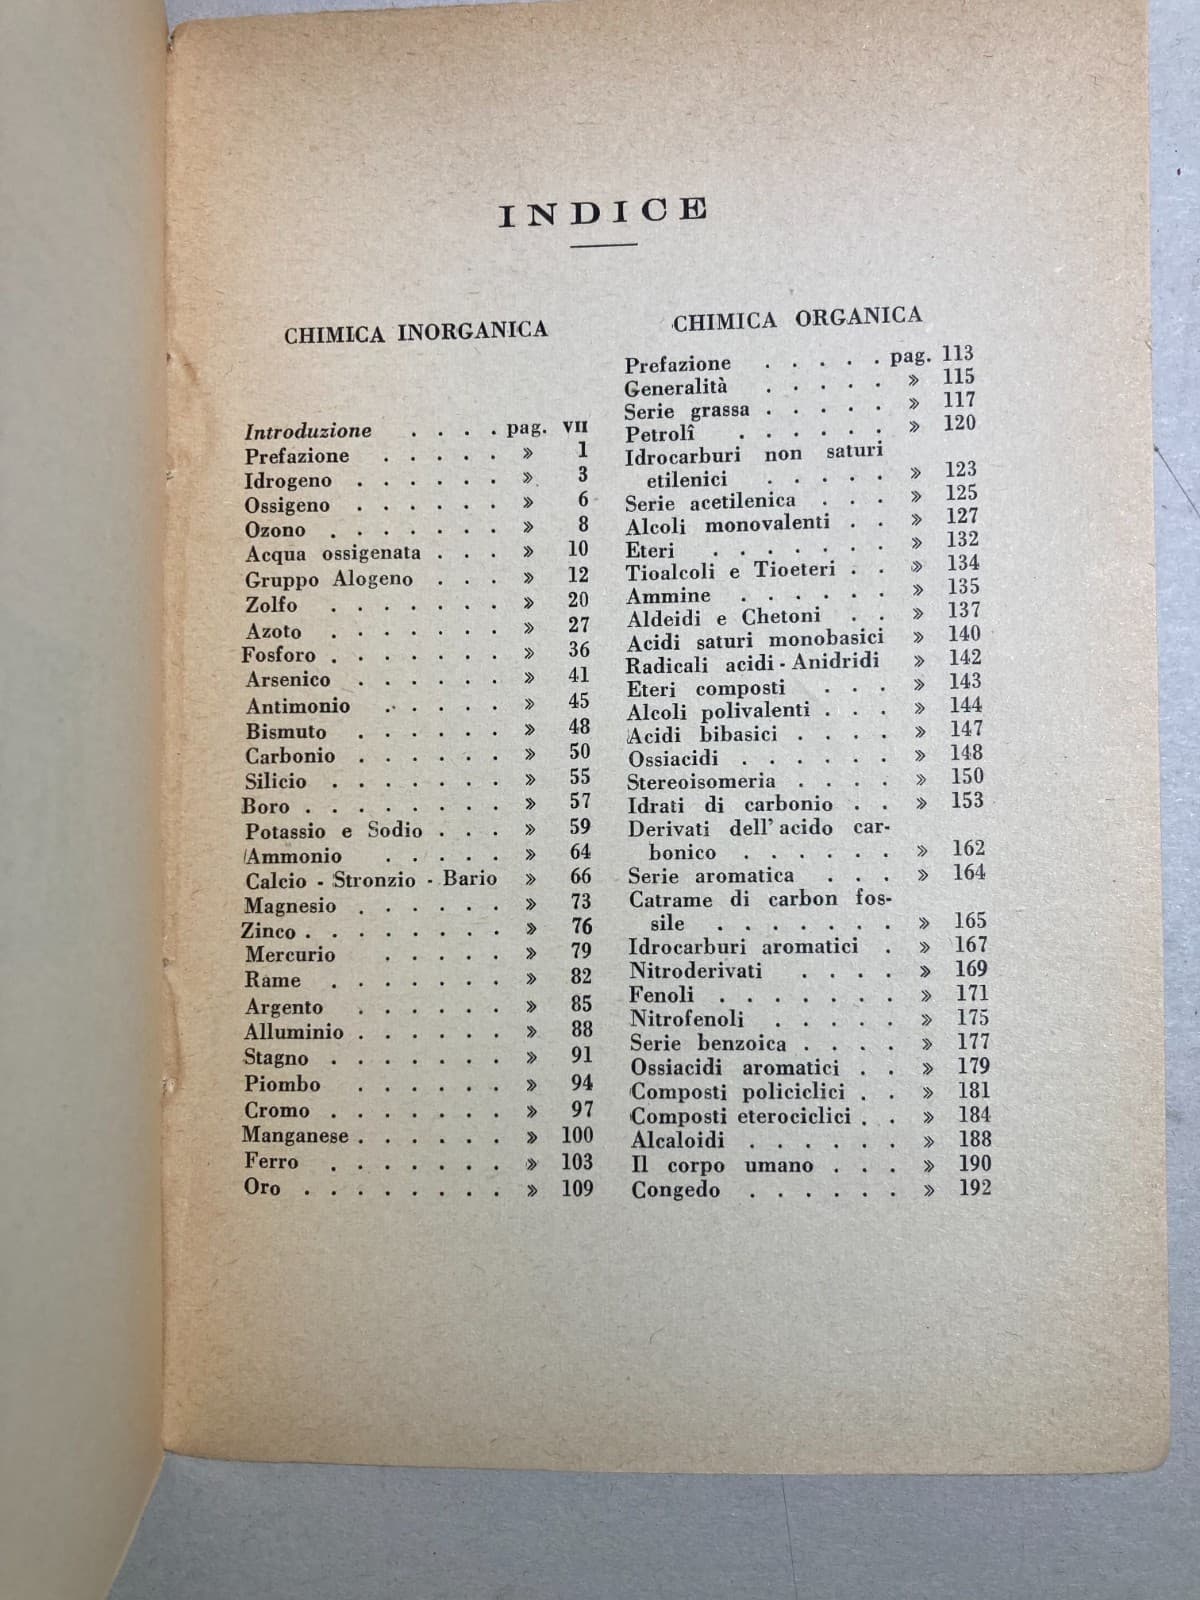 INDICE
CHIMICA INORGANICA
Introduzione . . . . pag. VII
Prefazione . . . . . » 1
Idrogeno . . . . . . » 3
Ossigeno . . . . . . » 6
Ozono . . . . . . . » 8
Acqua ossigenata . . . » 10
Gruppo Alogeno . . . » 12
Zolfo . . . . . . . » 20
Azoto . . . . . . . » 27
Fosforo . . . . . . . » 36
Arsenico . . . . . . » 41
Antimonio . . . . . » 45
Bismuto . . . . . . » 48
Carbonio . . . . . . » 50
Silicio . . . . . . . » 55
Boro . . . . . . . . » 57
Potassio e Sodio . . . » 59
Ammonio . . . . . » 64
Calcio - Stronzio - Bario » 66
Magnesio . . . . . . » 73
Zinco . . . . . . . . » 76
Mercurio . . . . . » 79
Rame . . . . . . . » 82
Argento . . . . . . » 85
Alluminio . . . . . . » 88
Stagno . . . . . . . » 91
Piombo . . . . . . » 94
Cromo . . . . . . . » 97
Manganese . . . . . . » 100
Ferro . . . . . . . » 103
Oro . . . . . . . . » 109
CHIMICA ORGANICA
Prefazione . . . . . pag. 113
Generalità . . . . . » 115
Serie grassa . . . . . » 117
Petrolî . . . . . . » 120
Idrocarburi non saturi
etilenici . . . . . » 123
Serie acetilenica . . . » 125
Alcoli monovalenti . . » 127
Eteri . . . . . . . » 132
Tioalcoli e Tioeteri . . » 134
Ammine . . . . . . » 135
Aldeidi e Chetoni . . » 137
Acidi saturi monobasici » 140
Radicali acidi - Anidridi » 142
Eteri composti . . . » 143
Alcoli polivalenti . . . » 144
Acidi bibasici . . . . » 147
Ossiacidi . . . . . . » 148
Stereoisomeria . . . . » 150
Idrati di carbonio . . » 153
Derivati dell' acido car-
bonico . . . . . . » 162
Serie aromatica . . . » 164
Catrame di carbon fos-
sile . . . . . . . » 165
Idrocarburi aromatici . » 167
Nitroderivati . . . . » 169
Fenoli . . . . . . . » 171
Nitrofenoli . . . . . » 175
Serie benzoica . . . . » 177
Ossiacidi aromatici . . » 179
Composti policiclici . . » 181
Composti eterociclici . . » 184
Alcaloidi . . . . . . » 188
Il corpo umano . . . » 190
Congedo . . . . . . » 192